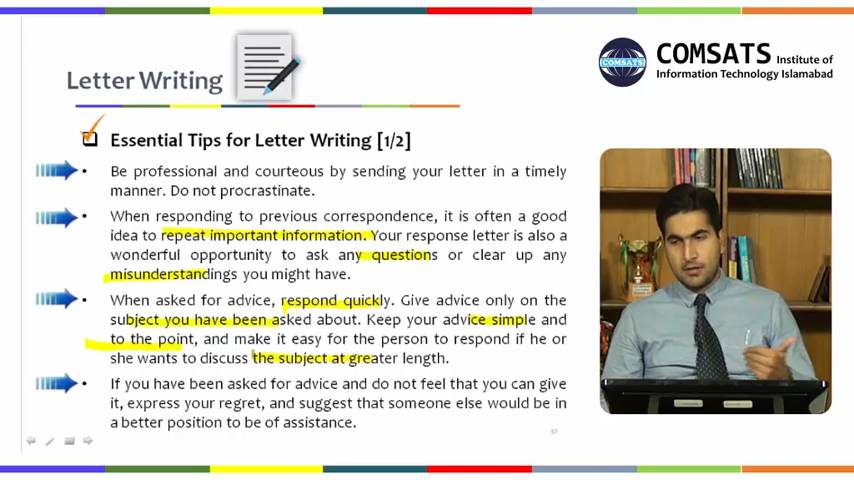 COMSATS Institute of
Information Technology Islamabad
COMSATS
Letter Writing
Essential Tips for Letter Writing [1/2]
• Be professional and courteous by sending your letter in a timely
manner. Do not procrastinate.
• When responding to previous correspondence, it is often a good
idea to repeat important information. Your response letter is also a
wonderful opportunity to ask any questions or clear up any
misunderstandings you might have.
• When asked for advice, respond quickly. Give advice only on the
subject you have been asked about. Keep your advice simple and
to the point, and make it easy for the person to respond if he or
she wants to discuss the subject at greater length.
• If you have been asked for advice and do not feel that you can give
it, express your regret, and suggest that someone else would be in
a better position to be of assistance.
37